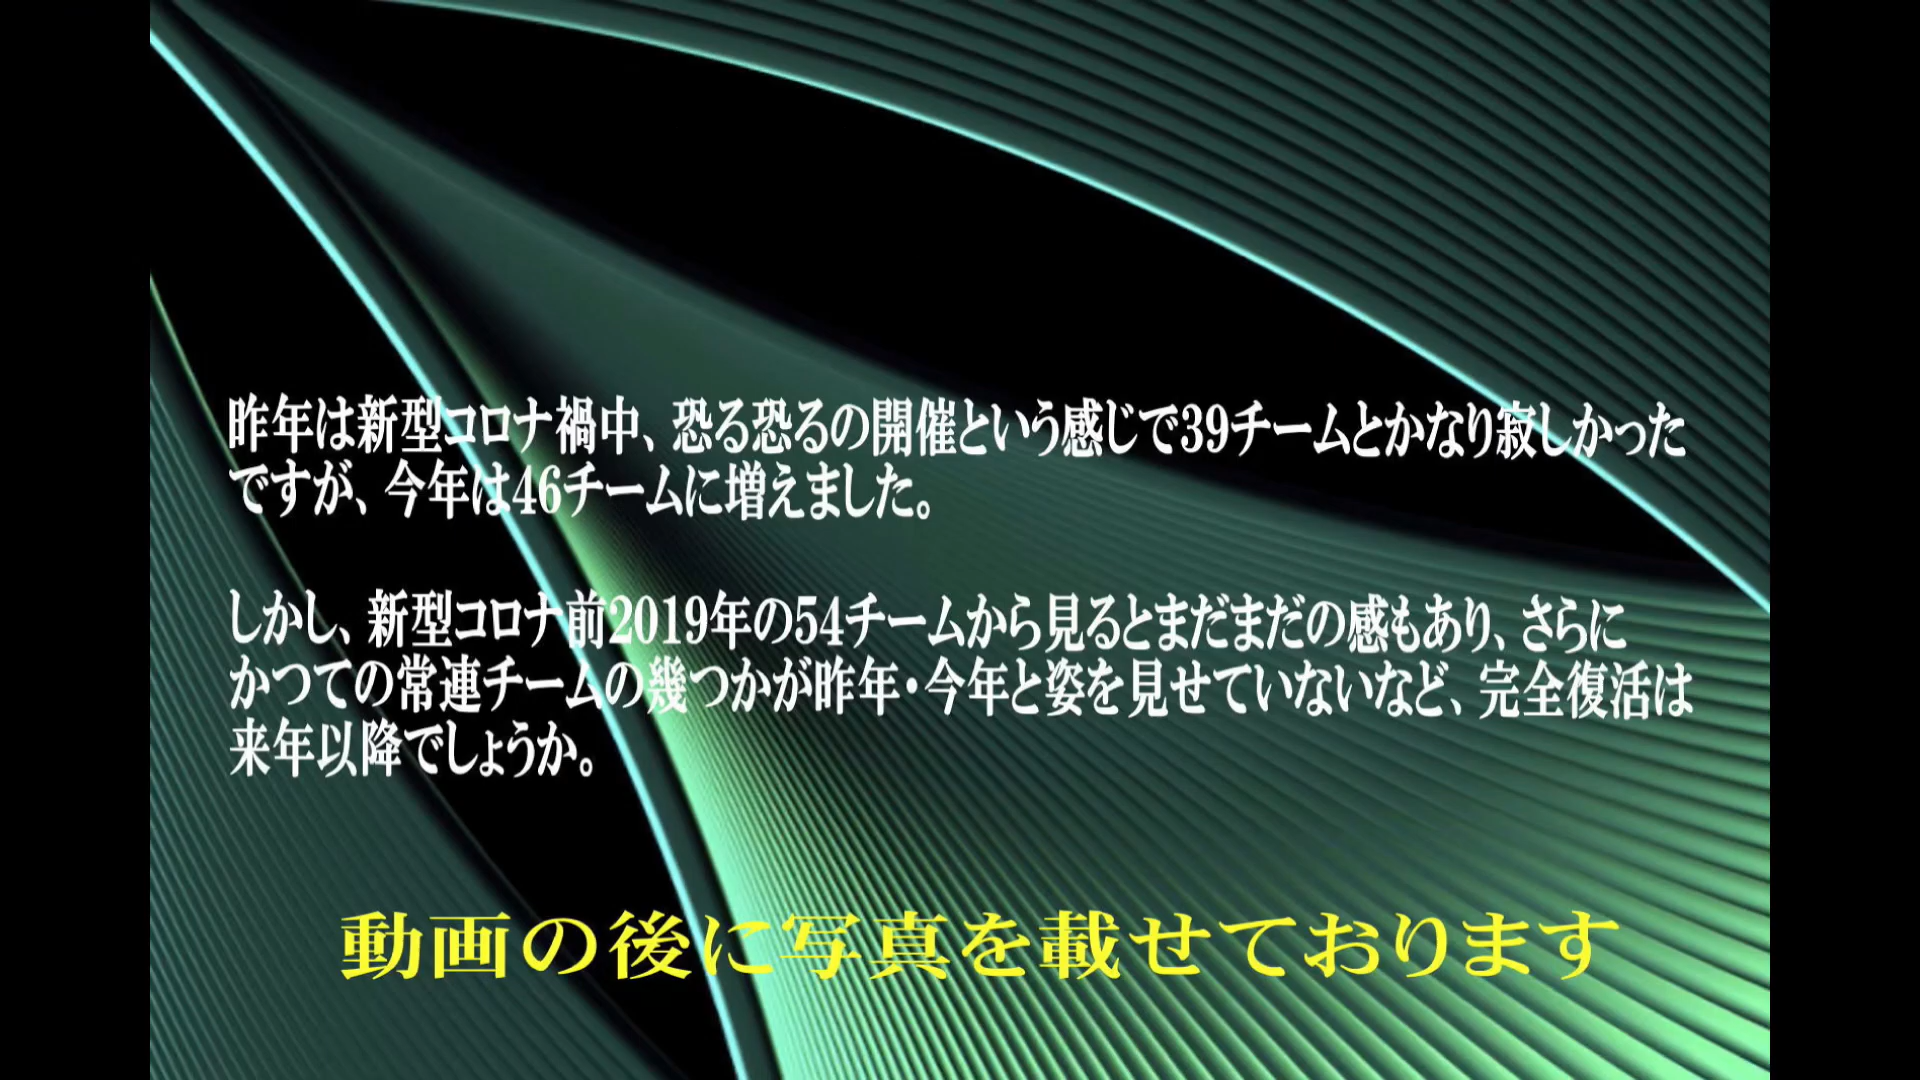 昨年は新型コロナ禍中、恐る恐るの開催という感じで39チームとかなり寂しかった
ですが、今年は46チームに増えました。
しかし、新型コロナ前2019年の54チームから見るとまだまだの感もあり、さらに
かつての常連チームの幾つかが昨年・今年と姿を見せていないなど、完全復活は
来年以降でしょうか。
動画の後に写真を載せております